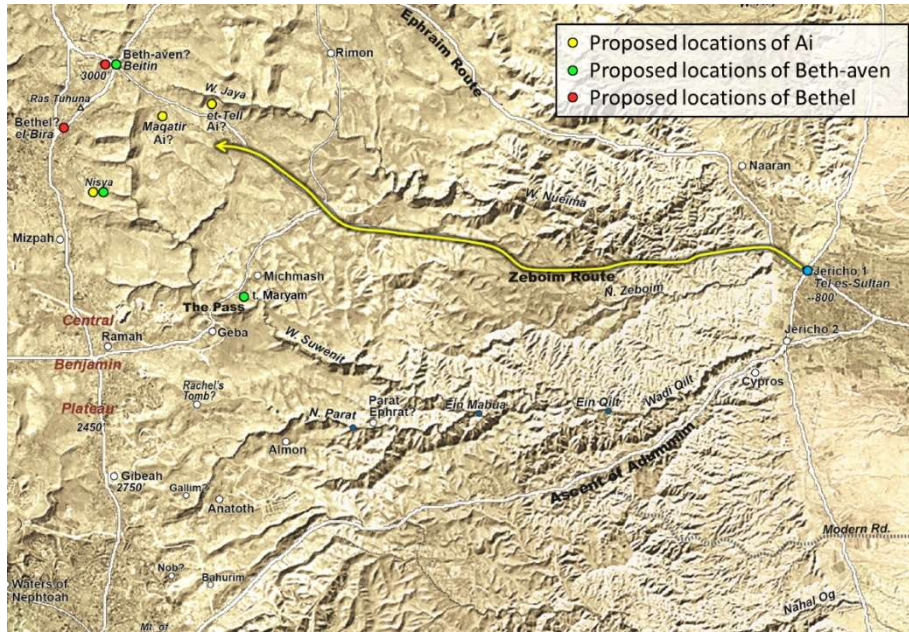 Proposed locations of Ai
Proposed locations of Beth-aven
Proposed locations of Bethel
Ephraim Route
Rimon
Beth-aven?
Beitin
3000'
Ras Tahuna
Bethel?
el-Bira
W. Jaya
et-Tell
Ai?
Maqatir
Ai?
Nisya
Naaran
W. Nueima
Mizpah
Michmash
t. Maryam
The Pass
Zeboim Route
N. Zeboim
Jericho 1
Tel es-Sultan
-800'
Jericho 2
Central
Benjamin
Plateau
2450'
Ramah
Geba
W. Suwenit
Rachel's
Tomb?
Cypros
Wadi Qilt
Ein Qilt
Ein Mabua
Parat
Ephrat?
N. Parat
Almon
Ascent of Adummim
Gibeah
2750'
Gallim?
Anatoth
Modern Rd.
Nob?
Bahurim
Waters of
Nephtoah
Mt. of
Nahal Og